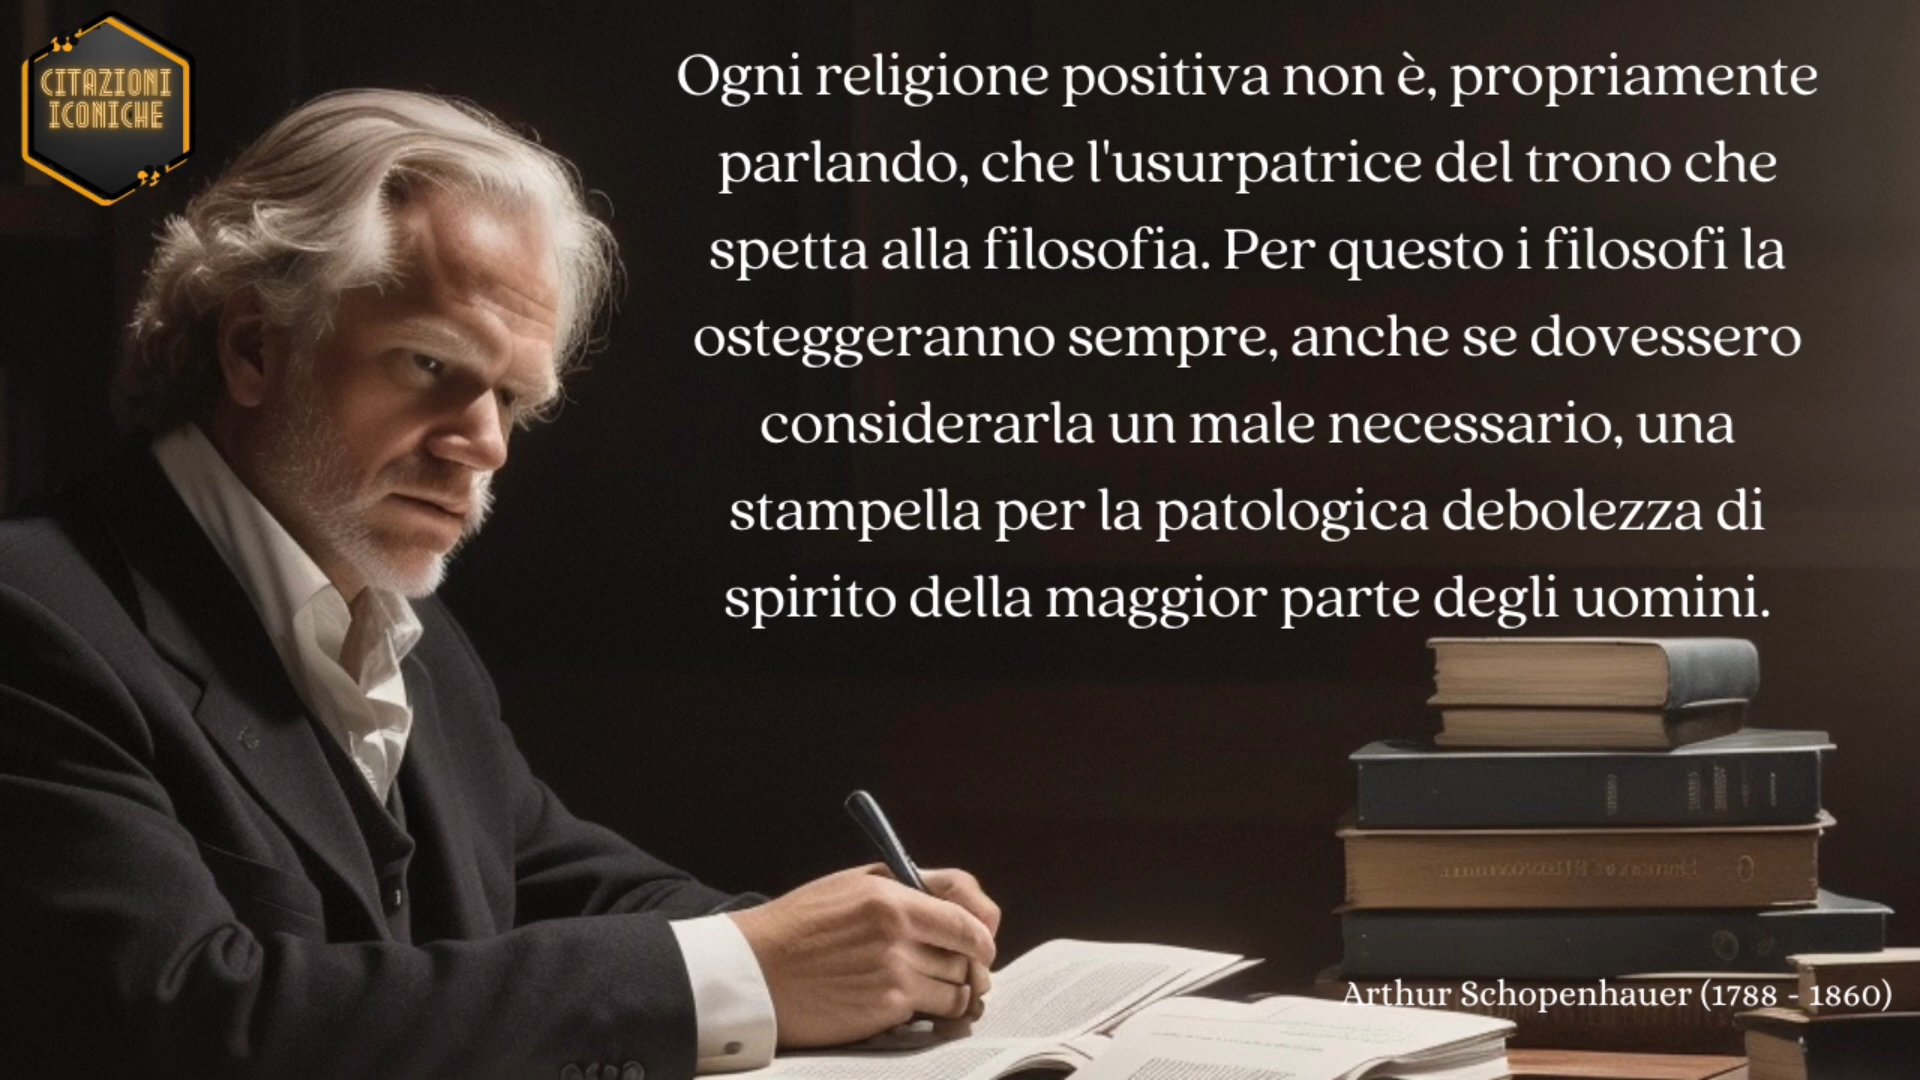 CITAZIONI
ICONICHE
Ogni religione positiva non è, propriamente
parlando, che l'usurpatrice del trono che
spetta alla filosofia. Per questo i filosofi la
osteggeranno sempre, anche se dovessero
considerarla un male necessario, una
stampella per la patologica debolezza di
spirito della maggior parte degli uomini.
Arthur Schopenhauer (1788 - 1860)